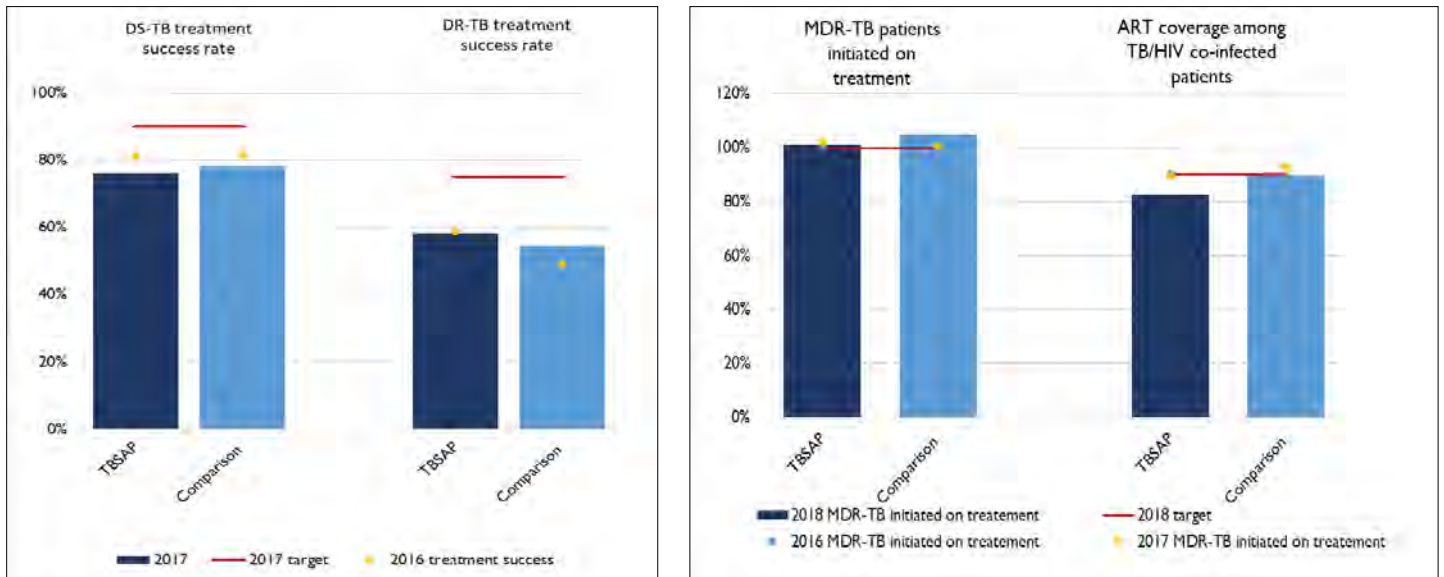 DS-TB treatment
success rate
DR-TB treatment
success rate
100%
80%
60%
40%
20%
0%
TBSAP
Comparison
TBSAP
Comparison
2017
2017 target
2016 treatment success
MDR-TB patients
initiated on
treatment
ART coverage among
TB/HIV co-infected
patients
120%
100%
80%
60%
40%
20%
0%
TBSAP
Comparison
TBSAP
Comparison
2018 MDR-TB initiated on treatement
2018 target
2016 MDR-TB initiated on treatement
2017 MDR-TB initiated on treatement